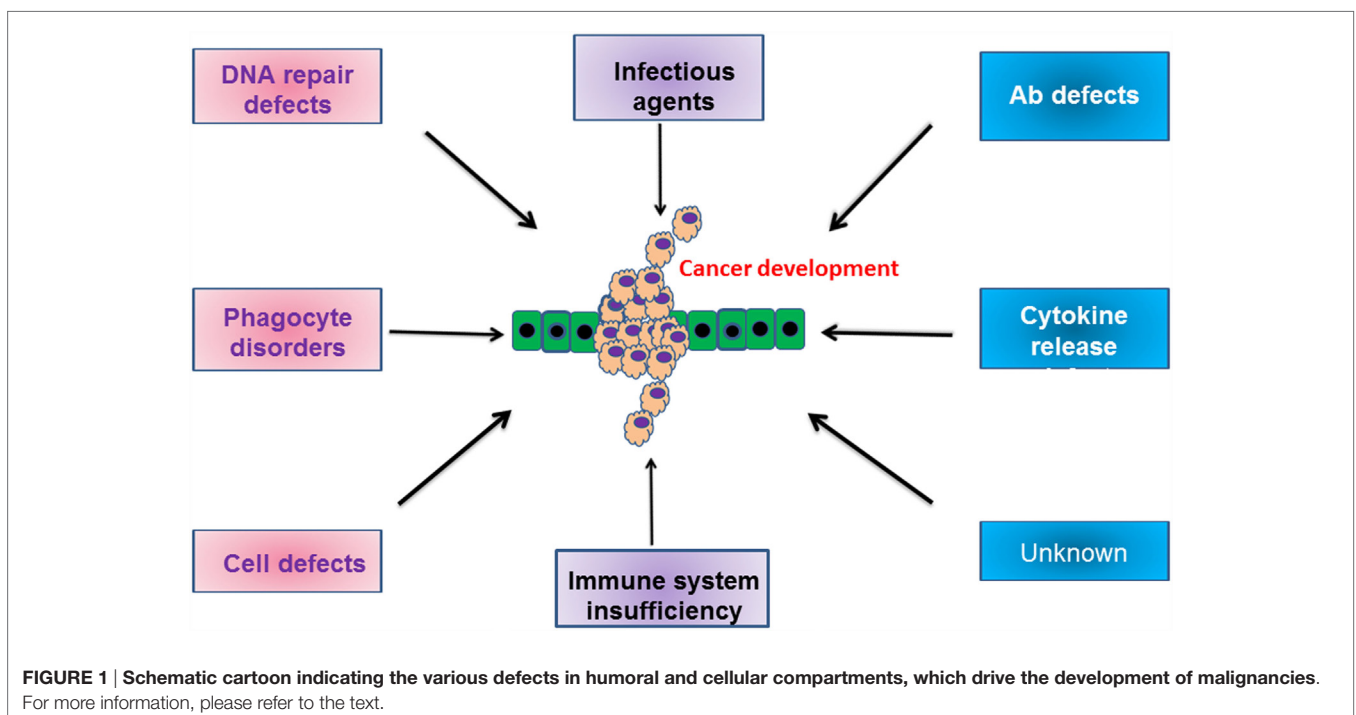 DNA repair
defects
Infectious
agents
Ab defects
Cancer development
Phagocyte
disorders
Cytokine
release
Cell defects
Immune system
insufficiency
Unknown
FIGURE 1 | Schematic cartoon indicating the various defects in humoral and cellular compartments, which drive the development of malignancies.
For more information, please refer to the text.